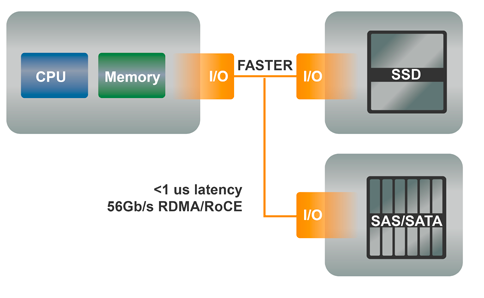 CPU
Memory
I/O
FASTER
I/O
SSD
<1 us latency
56Gb/s RDMA/RoCE
I/O
SAS/SATA